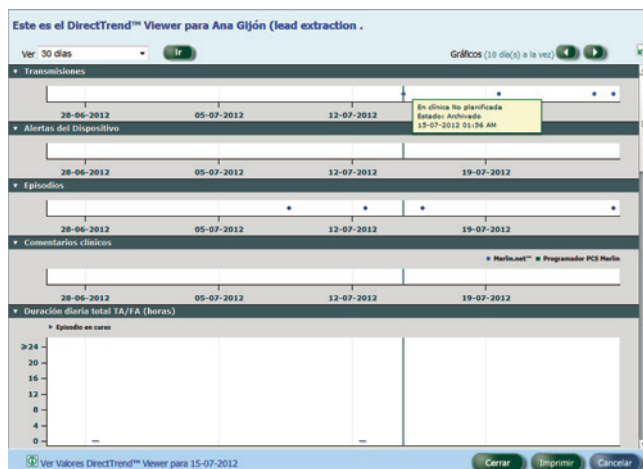 Este es el DirectTrend™ Viewer para Ana Gijón (lead extraction .
Ver 30 días Ir Gráficos (10 día(s) a la vez)
Transmisiones
28-06-2012 05-07-2012 12-07-2012
En clínica No planificada
Estado: Archivado
15-07-2012 01:56 AM
Alertas del Dispositivo
28-06-2012 05-07-2012 12-07-2012 19-07-2012
Episodios
28-06-2012 05-07-2012 12-07-2012 19-07-2012
Comentarios clínicos
Merlin.net™ Programador PCS Merlin
28-06-2012 05-07-2012 12-07-2012 19-07-2012
Duración diaria total TA/FA (horas)
Episodio en curso
≥24
20
16
12
8
4
0
Ver Valores DirectTrend™ Viewer para 15-07-2012 Cerrar Imprimir Cancelar